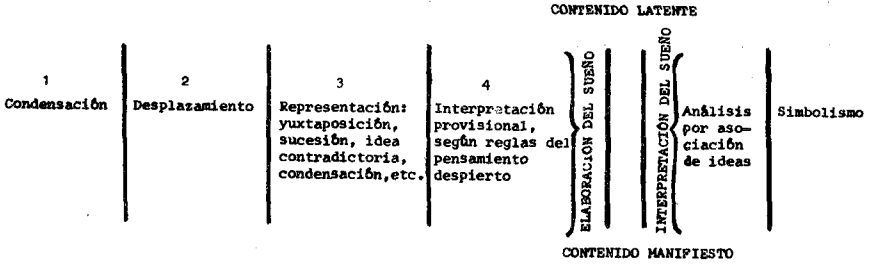 CONTENIDO LATENTE
1
Condensación
2
Desplazamiento
3
Representación:
yuxtaposición,
sucesión, idea
contradictoria,
condensación,etc.
4
Interpretación
provisional,
según reglas del
pensamiento
despierto
ELABORACION DEL SUEÑO
INTERPRETACIÓN DEL SUEÑO
Análisis
por aso-
ciación
de ideas
Simbolismo
CONTENIDO MANIFIESTO